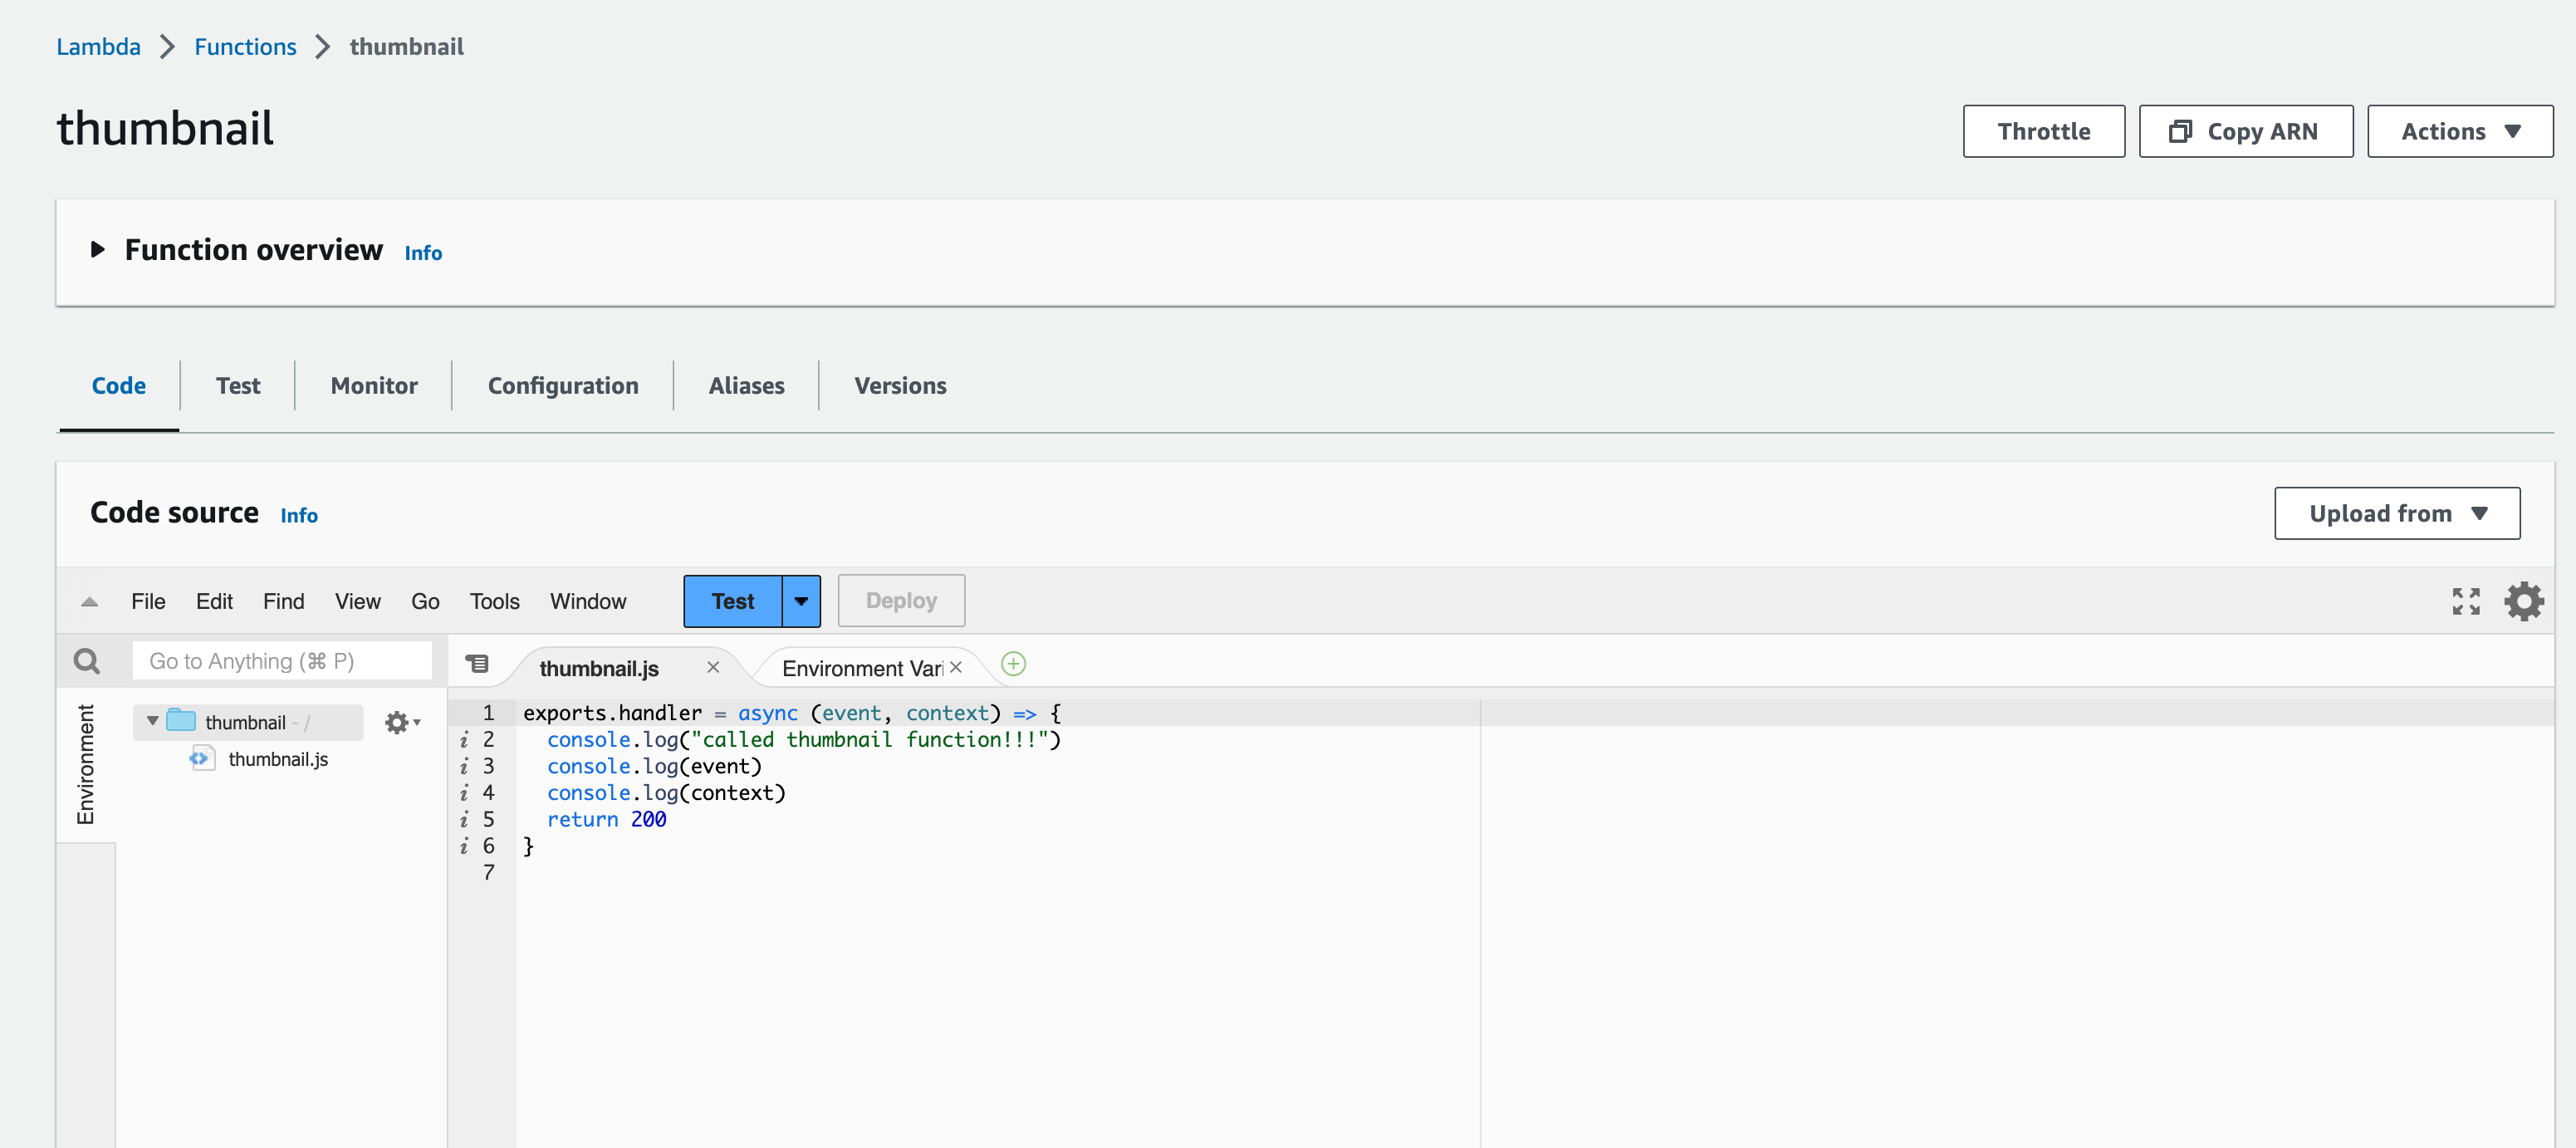 Lambda > Functions > thumbnail
thumbnail
Throttle Copy ARN Actions
Function overview Info
Code Test Monitor Configuration Aliases Versions
Code source Info
Upload from
File Edit Find View Go Tools Window Test Deploy
Go to Anything (⌘ P)
thumbnail.js Environment Vari
Environment
thumbnail - /
thumbnail.js
1 exports.handler = async (event, context) => {
i 2 console.log("called thumbnail function!!!")
i 3 console.log(event)
i 4 console.log(context)
i 5 return 200
i 6 }
7